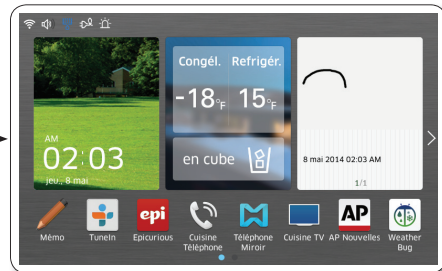 Congél. Refrigér.
-18°F 15°F
AM
02:03
jeu., 8 mai
en cube
8 mai 2014 02:03 AM
1/1
epi
AP
Mémo
TuneIn
Epicurious
Cuisine
Téléphone
Téléphone
Miroir
Cuisine TV
AP Nouvelles
Weather
Bug